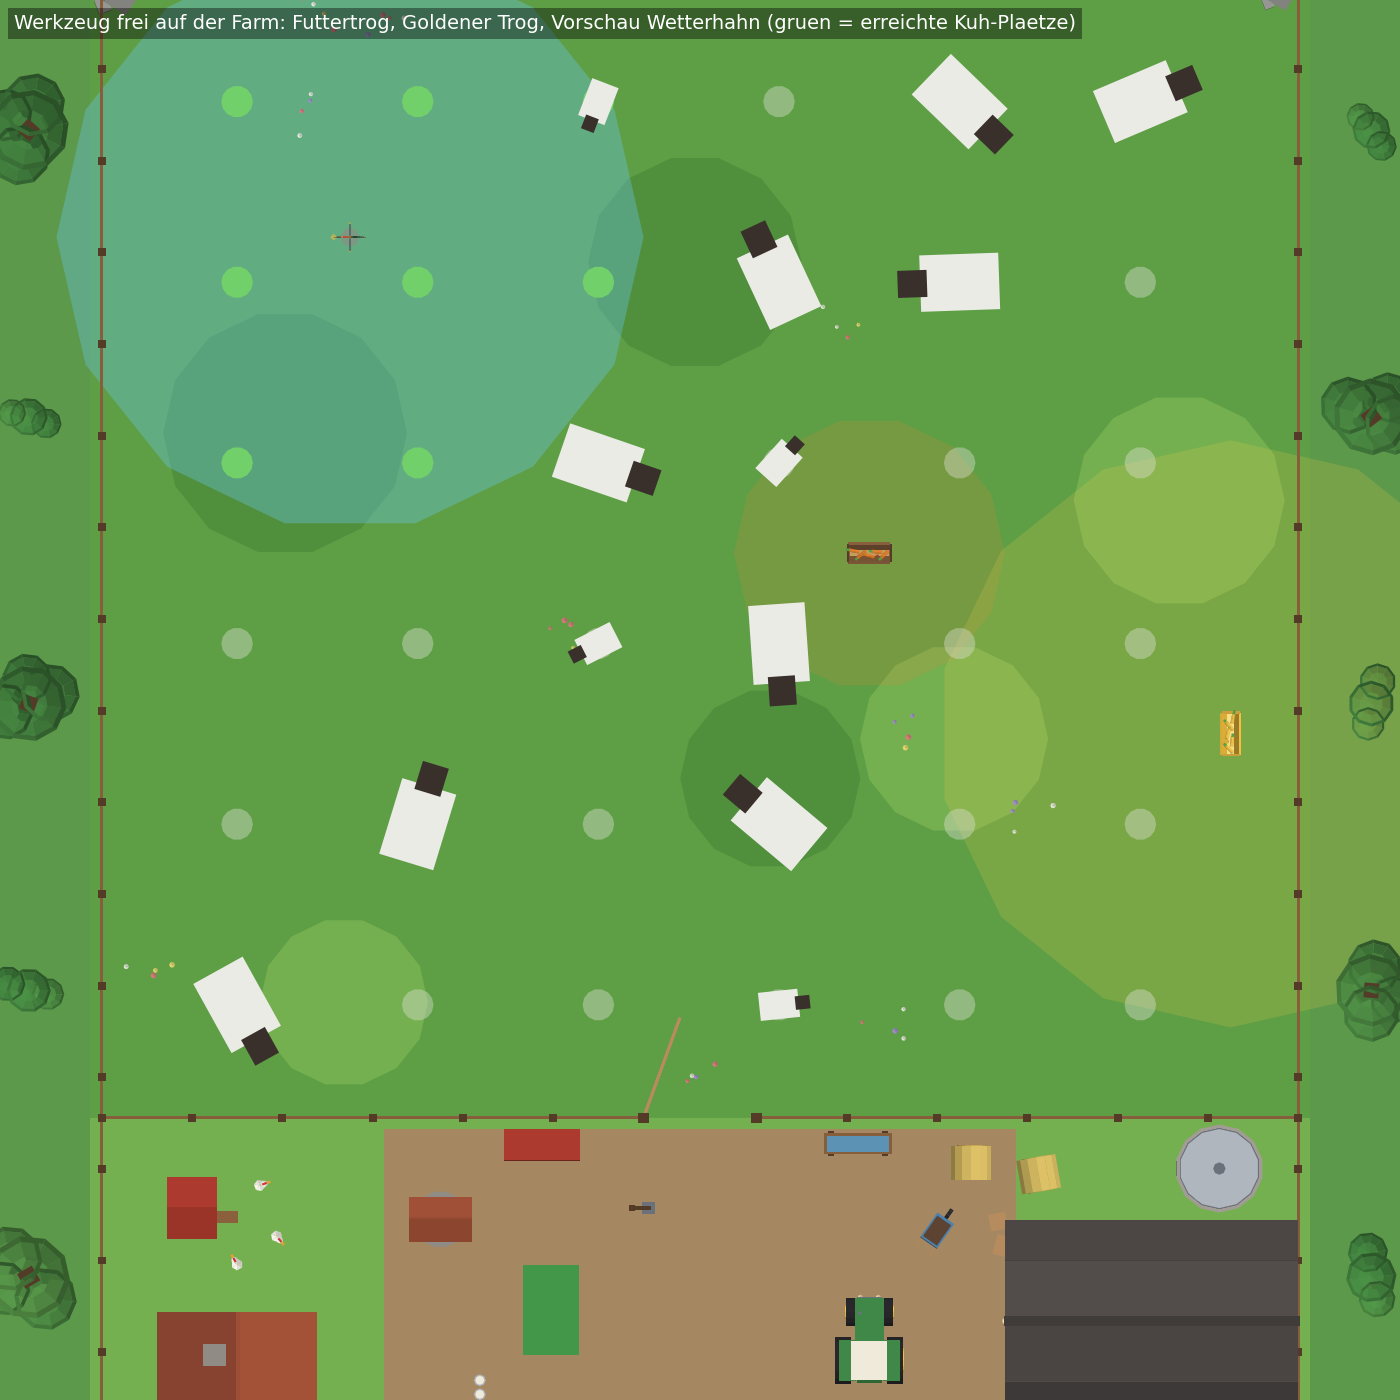 Werkzeug frei auf der Farm: Futtertrog, Goldener Trog, Vorschau Wetterhahn (gruen = erreichte Kuh-Plaetze)